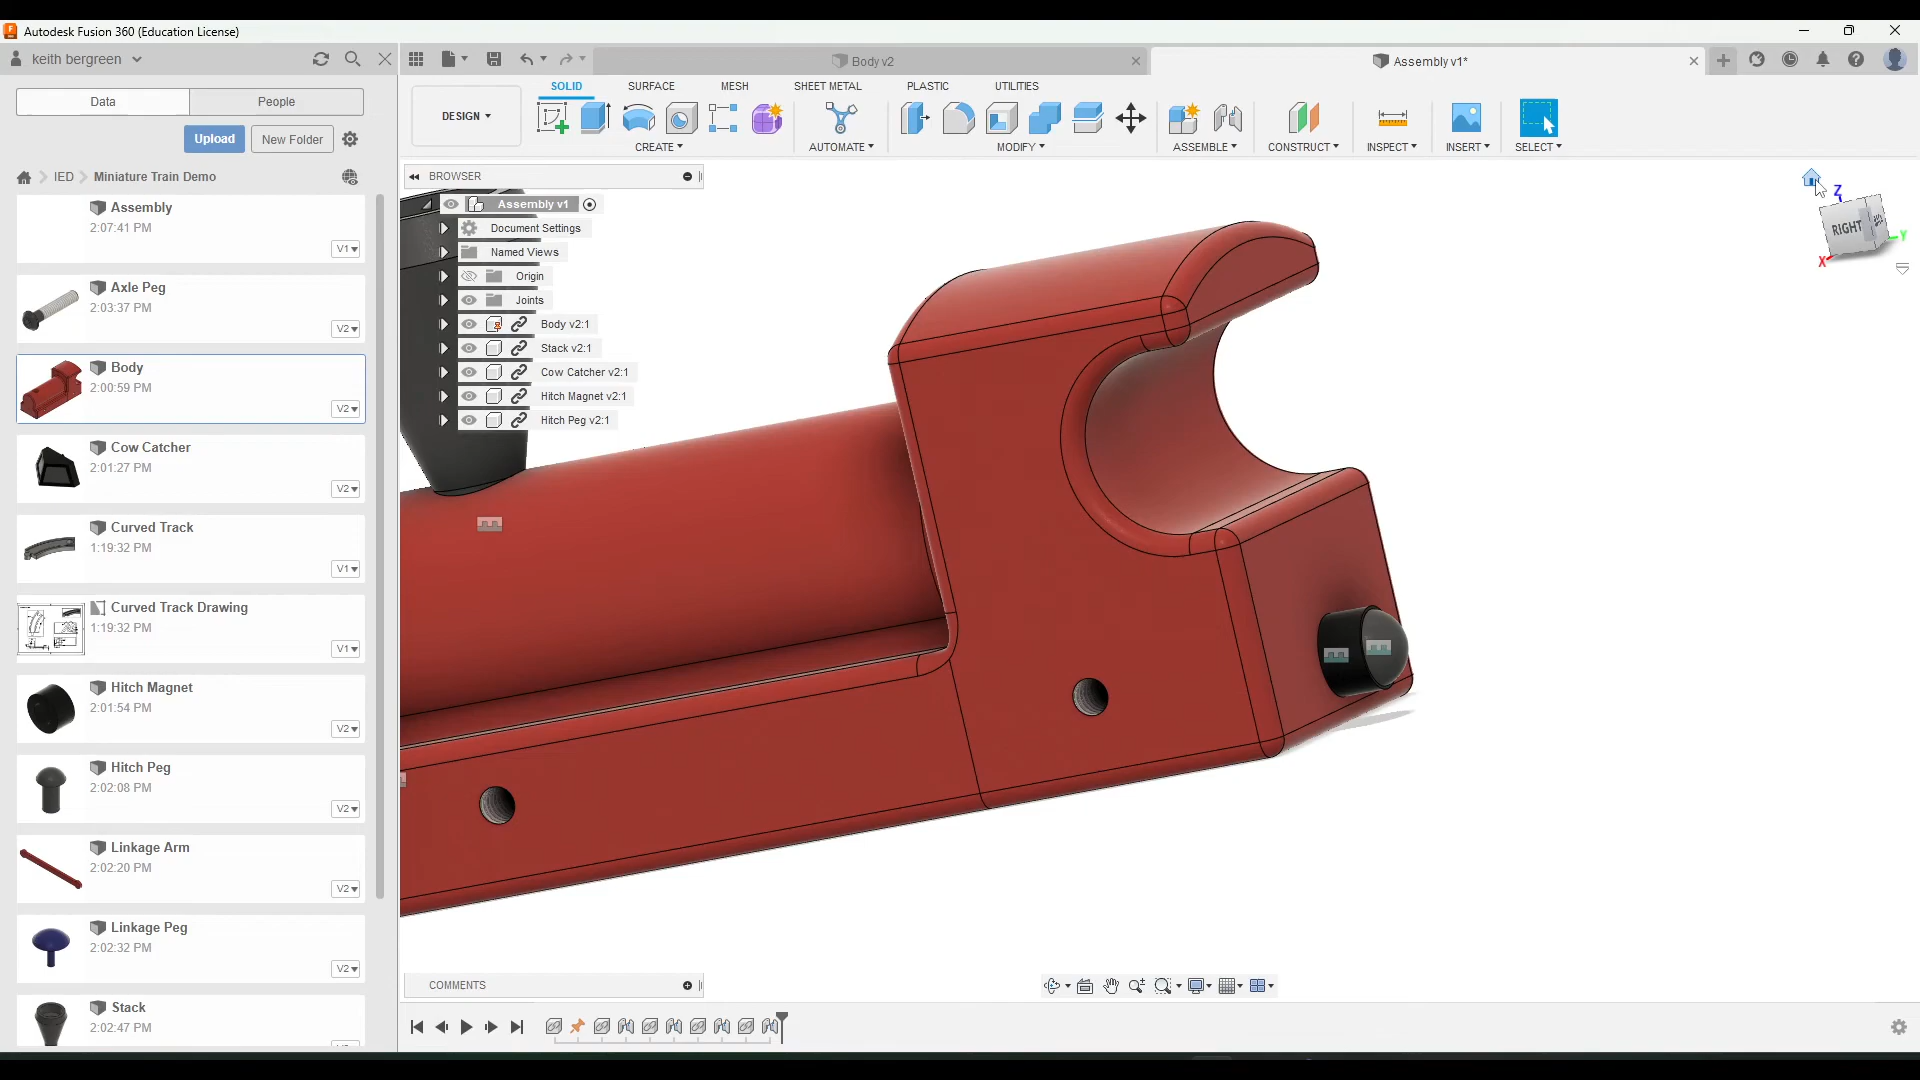 Autodesk Fusion 360 (Education License)
keith bergreen
Body v2
Assembly v1*
Data
People
Upload
New Folder
IED
Miniature Train Demo
SOLID
SURFACE
MESH
SHEET METAL
PLASTIC
UTILITIES
DESIGN
CREATE
AUTOMATE
MODIFY
ASSEMBLE
CONSTRUCT
INSPECT
INSERT
SELECT
Assembly
2:07:41 PM
V1
Axle Peg
2:03:37 PM
V2
Body
2:00:59 PM
V2
Cow Catcher
2:01:27 PM
V2
Curved Track
1:19:32 PM
V1
Curved Track Drawing
1:19:32 PM
V1
Hitch Magnet
2:01:54 PM
V2
Hitch Peg
2:02:08 PM
V2
Linkage Arm
2:02:20 PM
V2
Linkage Peg
2:02:32 PM
V2
Stack
2:02:47 PM
BROWSER
Assembly v1
Document Settings
Named Views
Origin
Joints
Body v2:1
Stack v2:1
Cow Catcher v2:1
Hitch Magnet v2:1
Hitch Peg v2:1
Z
RIGHT
Y
X
COMMENTS